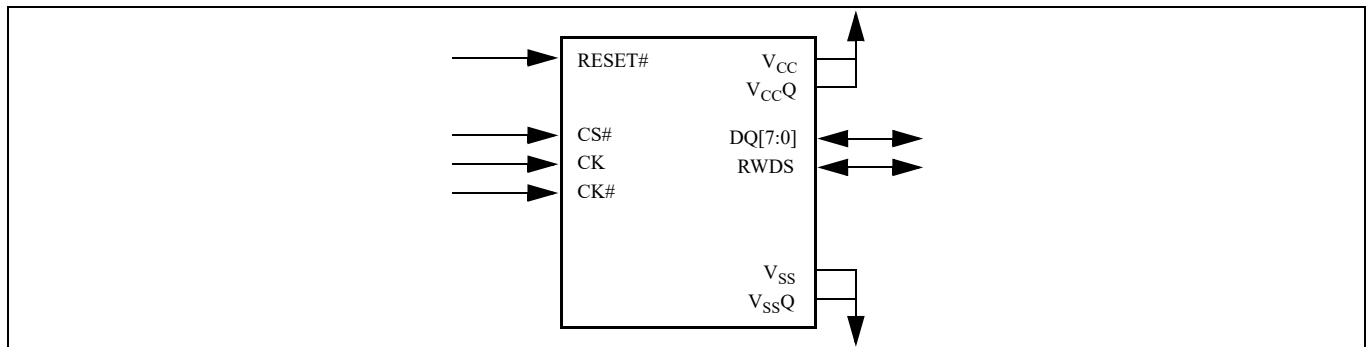 RESET#
CS#
CK
CK#
VCC
VCCQ
DQ[7:0]
RWDS
VSS
VSSQ